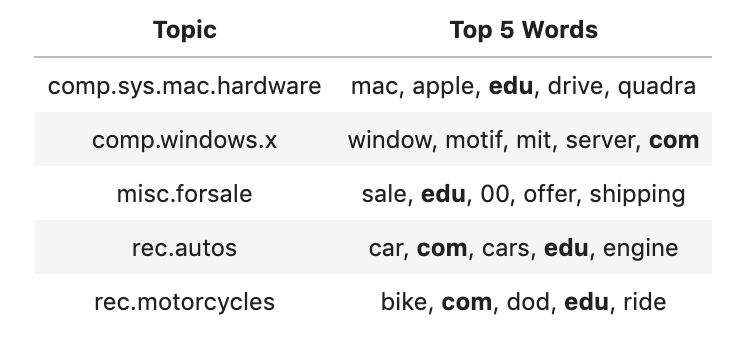 Topic Top 5 Words
comp.sys.mac.hardware mac, apple, edu, drive, quadra
comp.windows.x window, motif, mit, server, com
misc.forsale sale, edu, 00, offer, shipping
rec.autos car, com, cars, edu, engine
rec.motorcycles bike, com, dod, edu, ride